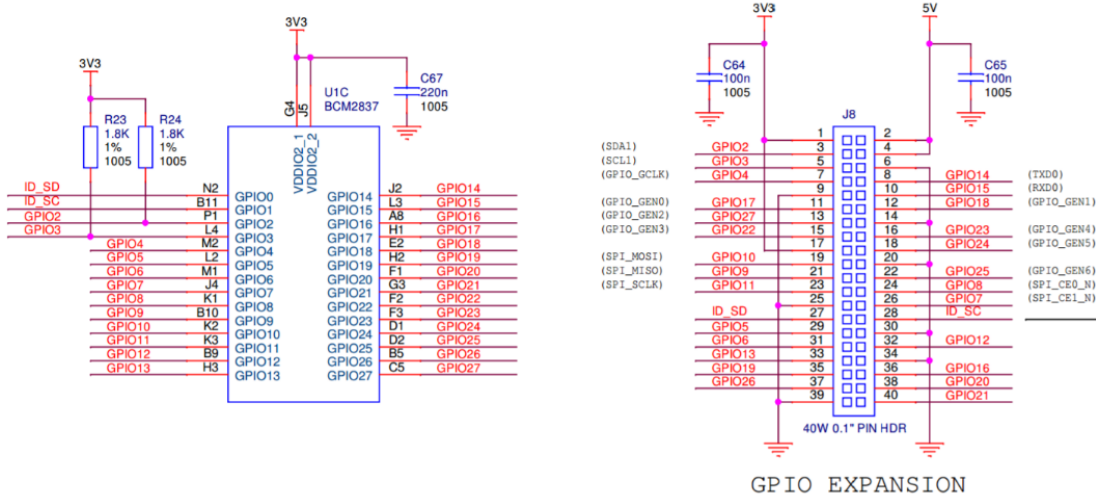 3V3
3V3
C67
220n
1005
U1C
BCM2837
G4
J5
R23
1.8K
1%
1005
R24
1.8K
1%
1005
VDDIO2_1
VDDIO2_2
ID_SD N2 GPIO0
ID_SC B11 GPIO1
GPIO2 P1 GPIO2
GPIO3 L4 GPIO3
GPIO4 M2 GPIO4
GPIO5 L2 GPIO5
GPIO6 M1 GPIO6
GPIO7 J4 GPIO7
GPIO8 K1 GPIO8
GPIO9 B10 GPIO9
GPIO10 K2 GPIO10
GPIO11 K3 GPIO11
GPIO12 B9 GPIO12
GPIO13 H3 GPIO13
GPIO14 J2 GPIO14
GPIO15 L3 GPIO15
GPIO16 A8 GPIO16
GPIO17 H1 GPIO17
GPIO18 E2 GPIO18
GPIO19 H2 GPIO19
GPIO20 F1 GPIO20
GPIO21 G3 GPIO21
GPIO22 F2 GPIO22
GPIO23 F3 GPIO23
GPIO24 D1 GPIO24
GPIO25 D2 GPIO25
GPIO26 B5 GPIO26
GPIO27 C5 GPIO27
3V3
5V
C64
100n
1005
C65
100n
1005
J8
1 2
(SDA1) GPIO2 3 4
(SCL1) GPIO3 5 6
(GPIO_GCLK) GPIO4 7 8 GPIO14 (TXD0)
9 10 GPIO15 (RXD0)
(GPIO_GEN0) GPIO17 11 12 GPIO18 (GPIO_GEN1)
(GPIO_GEN2) GPIO27 13 14
(GPIO_GEN3) GPIO22 15 16 GPIO23 (GPIO_GEN4)
17 18 GPIO24 (GPIO_GEN5)
(SPI_MOSI) GPIO10 19 20
(SPI_MISO) GPIO9 21 22 GPIO25 (GPIO_GEN6)
(SPI_SCLK) GPIO11 23 24 GPIO8 (SPI_CE0_N)
25 26 GPIO7 (SPI_CE1_N)
ID_SD 27 28 ID_SC
GPIO5 29 30
GPIO6 31 32 GPIO12
GPIO13 33 34
GPIO19 35 36 GPIO16
GPIO26 37 38 GPIO20
39 40 GPIO21
40W 0.1" PIN HDR
GPIO EXPANSION